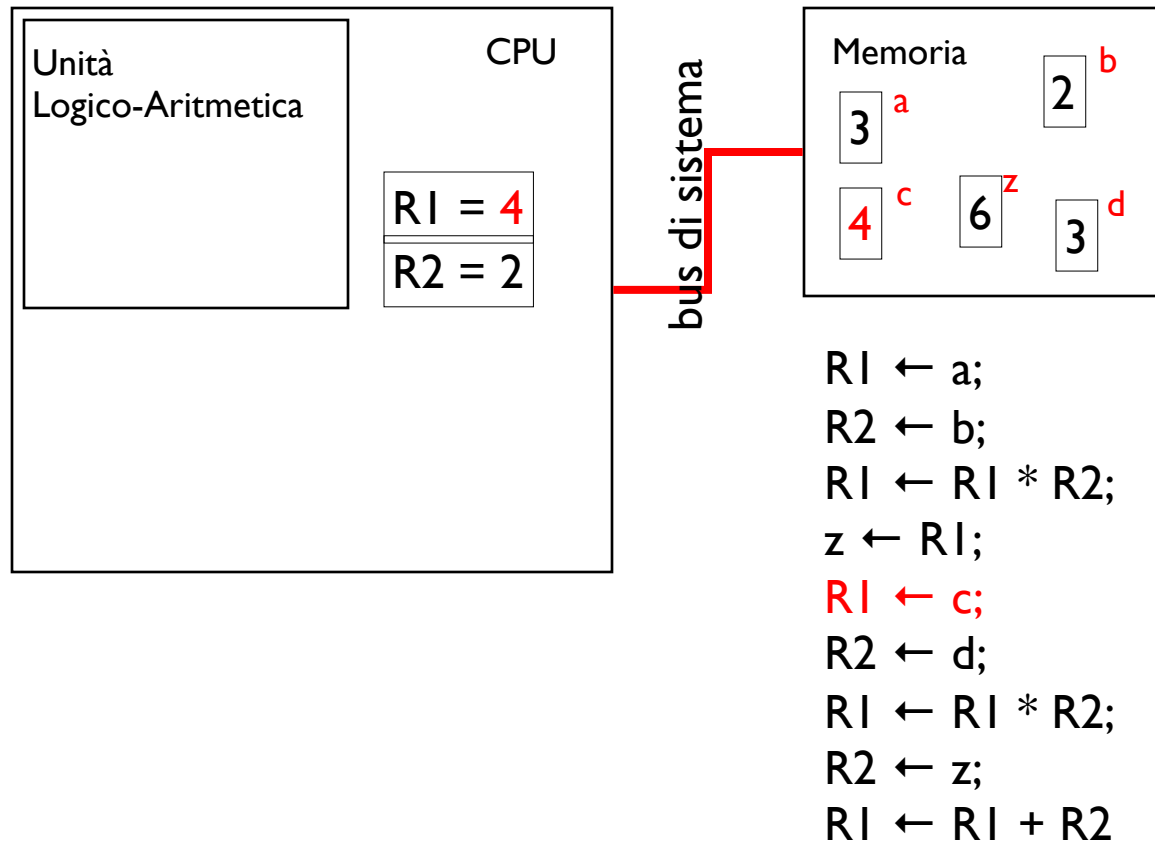 Unità
Logico-Aritmetica
CPU
R1 = 4
R2 = 2
bus di sistema
Memoria
3 a
2 b
4 c
6 z
3 d
R1 ← a;
R2 ← b;
R1 ← R1 * R2;
z ← R1;
R1 ← c;
R2 ← d;
R1 ← R1 * R2;
R2 ← z;
R1 ← R1 + R2